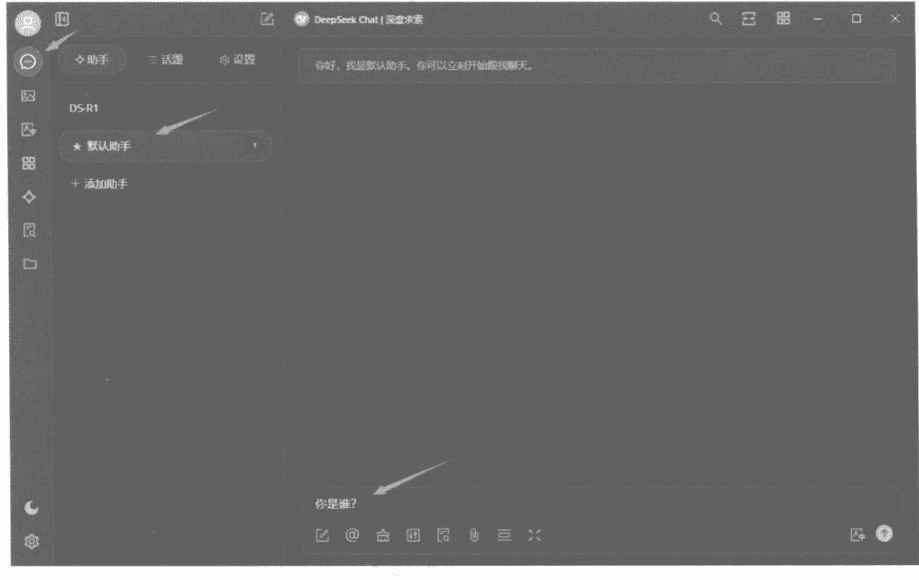 DeepSeek Chat | 深度求索
助手 话题 设置
你好，我是默认助手。你可以立刻开始跟我聊天。
DS-R1
默认助手 1
添加助手
你是谁?